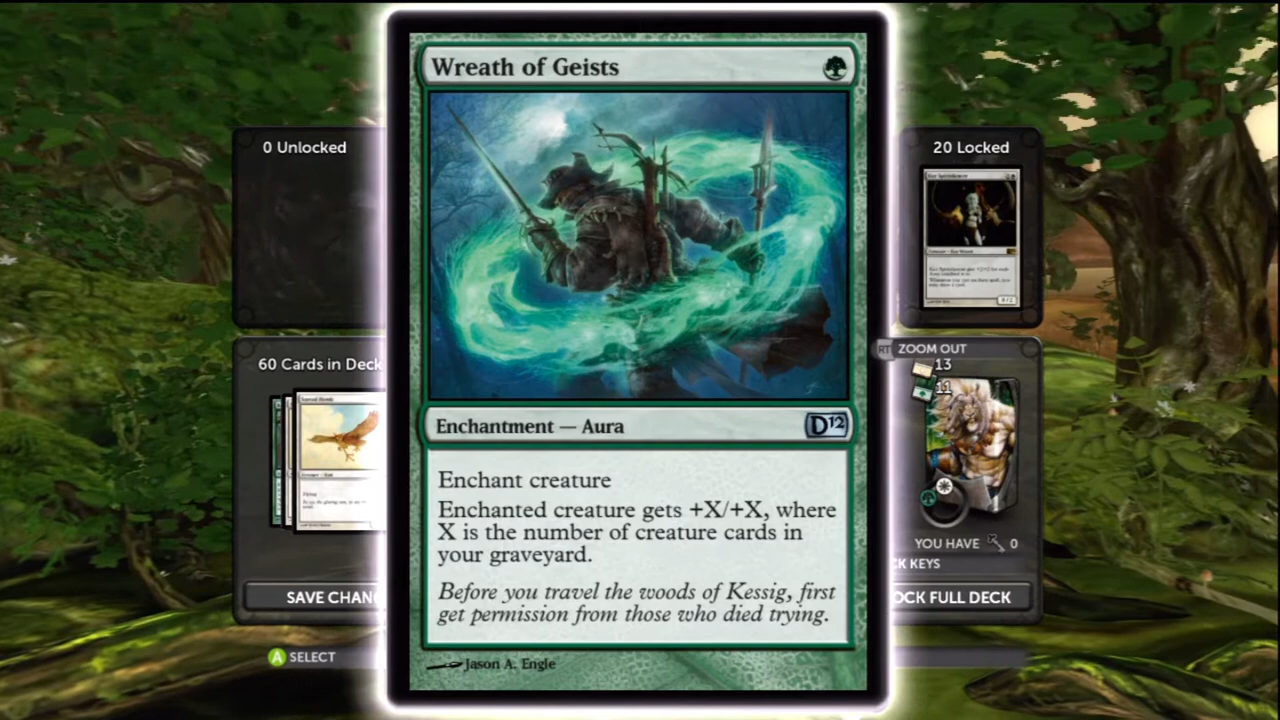 Wreath of Geists
0 Unlocked
20 Locked
Enchantment — Aura
D12
Enchant creature
Enchanted creature gets +X/+X, where
X is the number of creature cards in
your graveyard.
Before you travel the woods of Kessig, first
get permission from those who died trying.
Jason A. Engle
60 Cards in Deck
RT ZOOM OUT
13
11
YOU HAVE 0
CK KEYS
SAVE CHAN
OCK FULL DECK
A SELECT